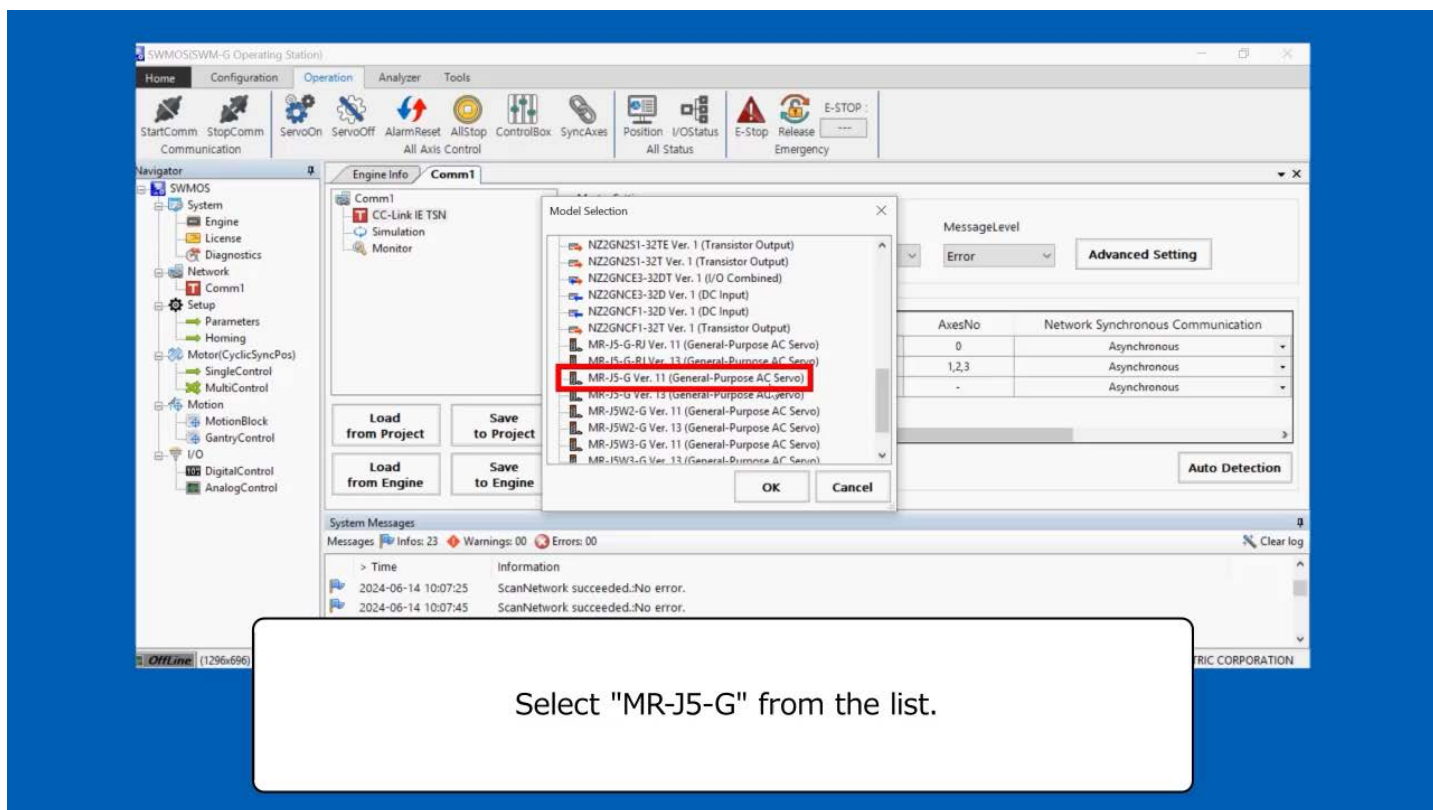 SWMOS(SWM-G Operating Station)
Home Configuration Operation Analyzer Tools
StartComm StopComm ServoOn ServoOff AlarmReset AllStop ControlBox SyncAxes Position I/OStatus E-Stop Release E-STOP : ---
Communication All Axis Control All Status Emergency
Navigator
SWMOS
System
Engine
License
Diagnostics
Network
Comm1
Setup
Parameters
Homing
Motor(CyclicSyncPos)
SingleControl
MultiControl
Motion
MotionBlock
GantryControl
I/O
DigitalControl
AnalogControl
Engine Info Comm1
Comm1
CC-Link IE TSN
Simulation
Monitor
Load from Project
Save to Project
Load from Engine
Save to Engine
Model Selection
NZ2GN2S1-32TE Ver. 1 (Transistor Output)
NZ2GN2S1-32T Ver. 1 (Transistor Output)
NZ2GNCE3-32DT Ver. 1 (I/O Combined)
NZ2GNCE3-32D Ver. 1 (DC Input)
NZ2GNCF1-32D Ver. 1 (DC Input)
NZ2GNCF1-32T Ver. 1 (Transistor Output)
MR-J5-G-RJ Ver. 11 (General-Purpose AC Servo)
MR-J5-G-RJ Ver. 13 (General-Purpose AC Servo)
MR-J5-G Ver. 11 (General-Purpose AC Servo)
MR-J5-G Ver. 13 (General-Purpose AC Servo)
MR-J5W2-G Ver. 11 (General-Purpose AC Servo)
MR-J5W2-G Ver. 13 (General-Purpose AC Servo)
MR-J5W3-G Ver. 11 (General-Purpose AC Servo)
MR-J5W3-G Ver. 13 (General-Purpose AC Servo)
OK Cancel
MessageLevel
Error
Advanced Setting
AxesNo Network Synchronous Communication
0 Asynchronous
1,2,3 Asynchronous
- Asynchronous
Auto Detection
System Messages
Messages Infos: 23 Warnings: 00 Errors: 00 Clear log
> Time Information
2024-06-14 10:07:25 ScanNetwork succeeded.:No error.
2024-06-14 10:07:45 ScanNetwork succeeded.:No error.
OffLine (1296x696) TRIC CORPORATION
Select "MR-J5-G" from the list.